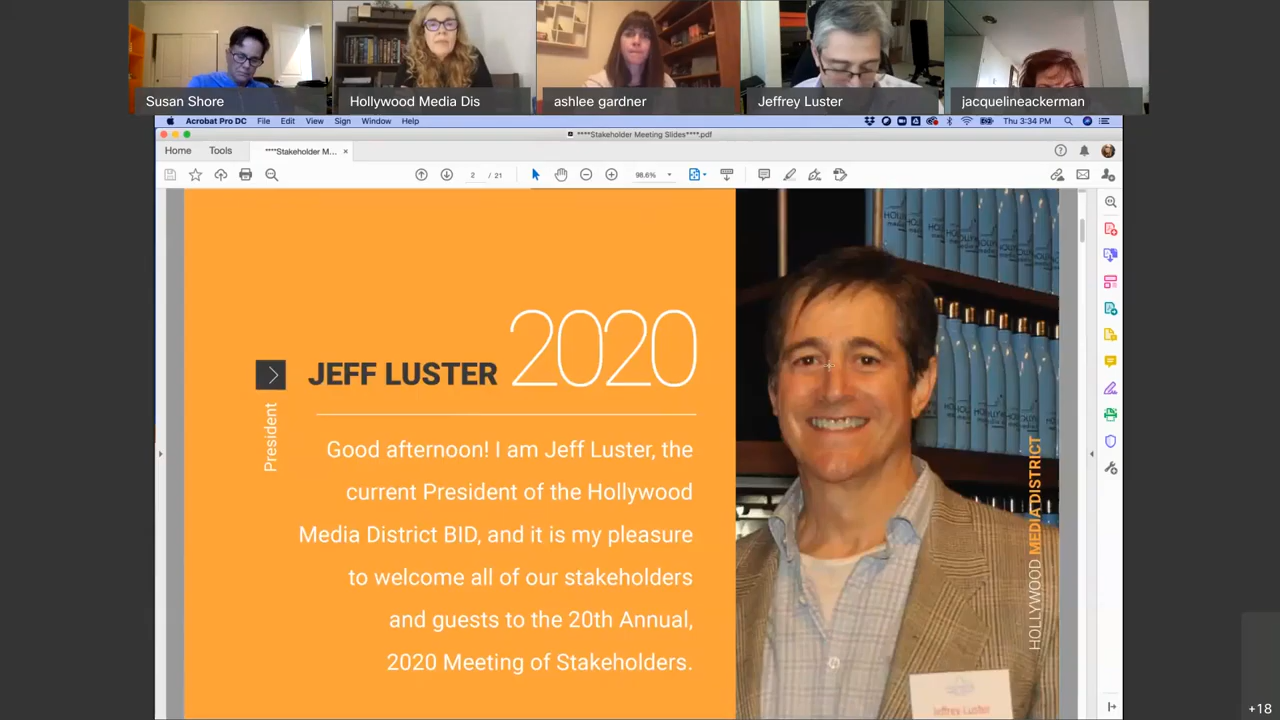 Susan Shore
Hollywood Media Dis
ashlee gardner
Jeffrey Luster
jacquelineackerman
Acrobat Pro DC File Edit View Sign Window Help
Thu 3:34 PM
****Stakeholder Meeting Slides****.pdf
Home Tools ****Stakeholder M... ×
2 / 21
98.6%
JEFF LUSTER 2020
President
Good afternoon! I am Jeff Luster, the
current President of the Hollywood
Media District BID, and it is my pleasure
to welcome all of our stakeholders
and guests to the 20th Annual,
2020 Meeting of Stakeholders.
HOLLYWOOD MEDIA DISTRICT
Jeffrey Luster
+18